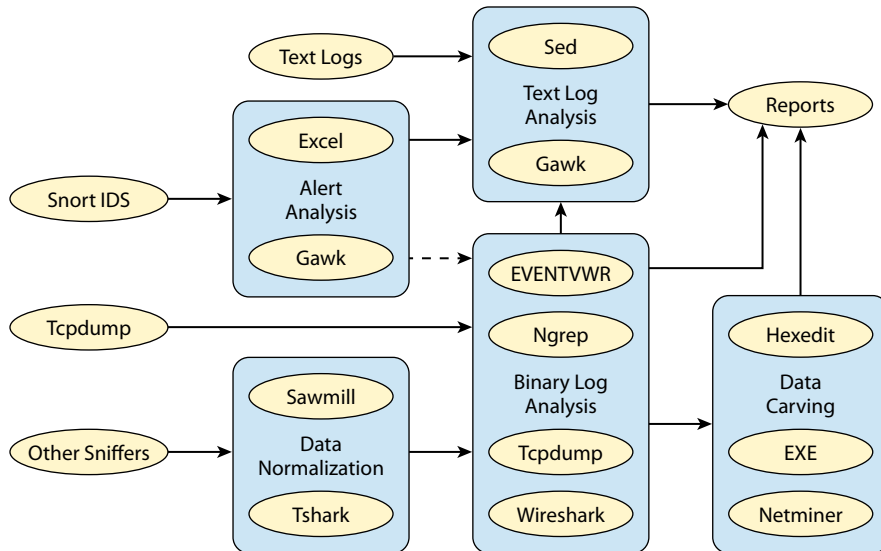 Text Logs
Sed
Text Log
Analysis
Gawk
Reports
Snort IDS
Excel
Alert
Analysis
Gawk
Tcpdump
EVENTVWR
Ngrep
Binary Log
Analysis
Tcpdump
Wireshark
Other Sniffers
Sawmill
Data
Normalization
Tshark
Hexedit
Data
Carving
EXE
Netminer